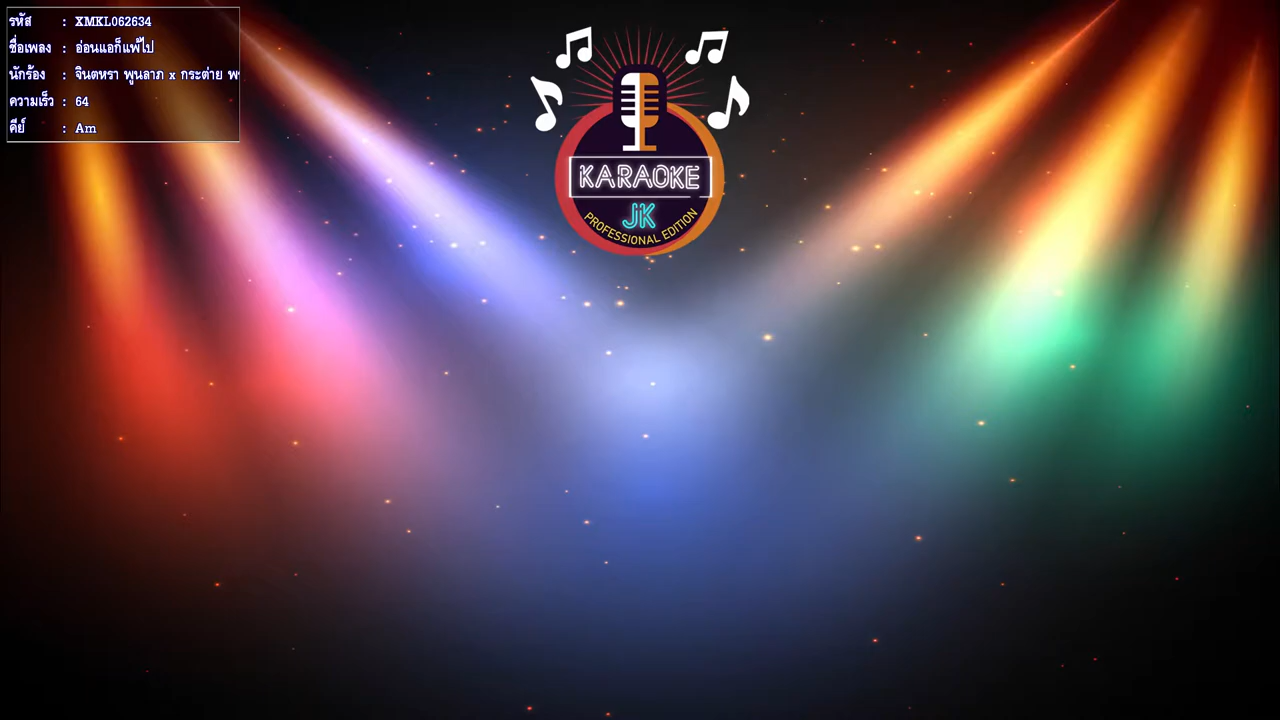 รหัส : XMKL062634
ชื่อเพลง : อ่อนแอก็แพ้ไป
นักร้อง : จินตหรา พูนลาภ x กระต่าย
ความเร็ว : 64
คีย์ : Am
KARAOKE
JK
PROFESSIONAL EDITION